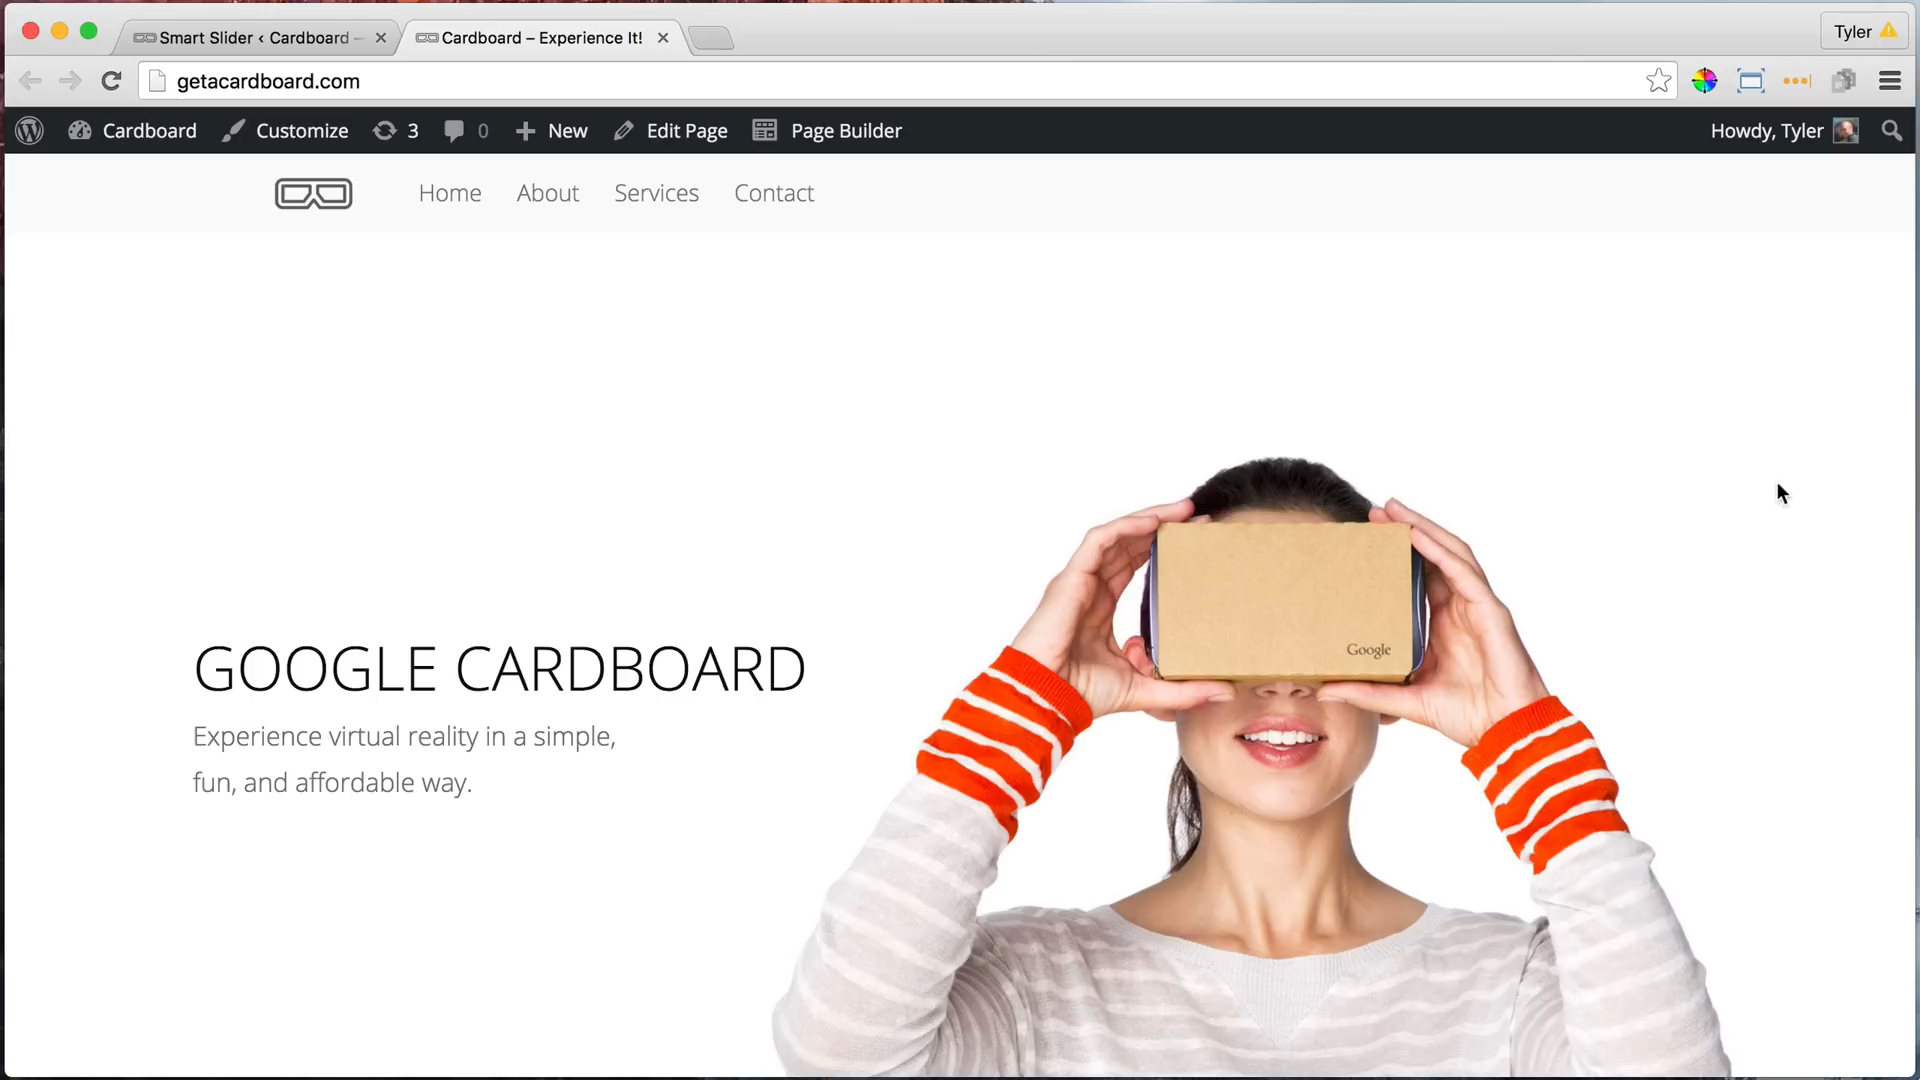 Smart Slider ‹ Cardboard —
Cardboard – Experience It!
Tyler
getacardboard.com
Cardboard
Customize
3
0
New
Edit Page
Page Builder
Howdy, Tyler
Home
About
Services
Contact
Google
GOOGLE CARDBOARD
Experience virtual reality in a simple,
fun, and affordable way.